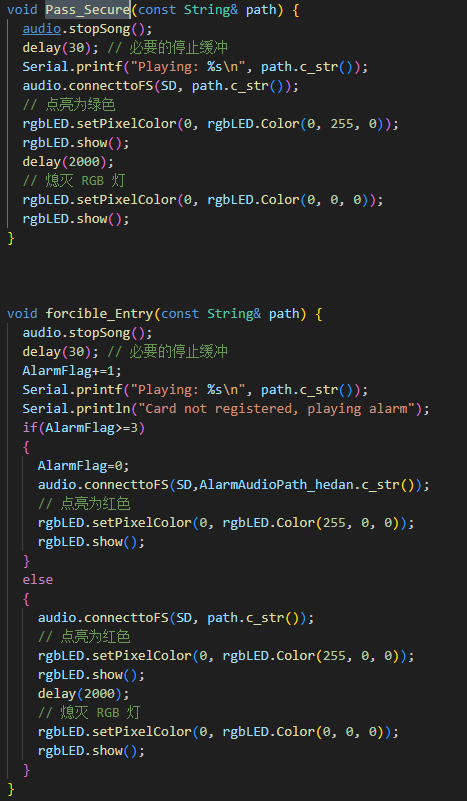 void Pass_Secure(const String& path) {
  audio.stopSong();
  delay(30); // 必要的停止缓冲
  Serial.printf("Playing: %s\n", path.c_str());
  audio.connecttoFS(SD, path.c_str());
  // 点亮为绿色
  rgbLED.setPixelColor(0, rgbLED.Color(0, 255, 0));
  rgbLED.show();
  delay(2000);
  // 熄灭 RGB 灯
  rgbLED.setPixelColor(0, rgbLED.Color(0, 0, 0));
  rgbLED.show();
}
void forcible_Entry(const String& path) {
  audio.stopSong();
  delay(30); // 必要的停止缓冲
  AlarmFlag+=1;
  Serial.printf("Playing: %s\n", path.c_str());
  Serial.println("Card not registered, playing alarm");
  if(AlarmFlag>=3)
  {
    AlarmFlag=0;
    audio.connecttoFS(SD,AlarmAudioPath_hedan.c_str());
    // 点亮为红色
    rgbLED.setPixelColor(0, rgbLED.Color(255, 0, 0));
    rgbLED.show();
  }
  else
  {
    audio.connecttoFS(SD, path.c_str());
    // 点亮为红色
    rgbLED.setPixelColor(0, rgbLED.Color(255, 0, 0));
    rgbLED.show();
    delay(2000);
    // 熄灭 RGB 灯
    rgbLED.setPixelColor(0, rgbLED.Color(0, 0, 0));
    rgbLED.show();
  }
}